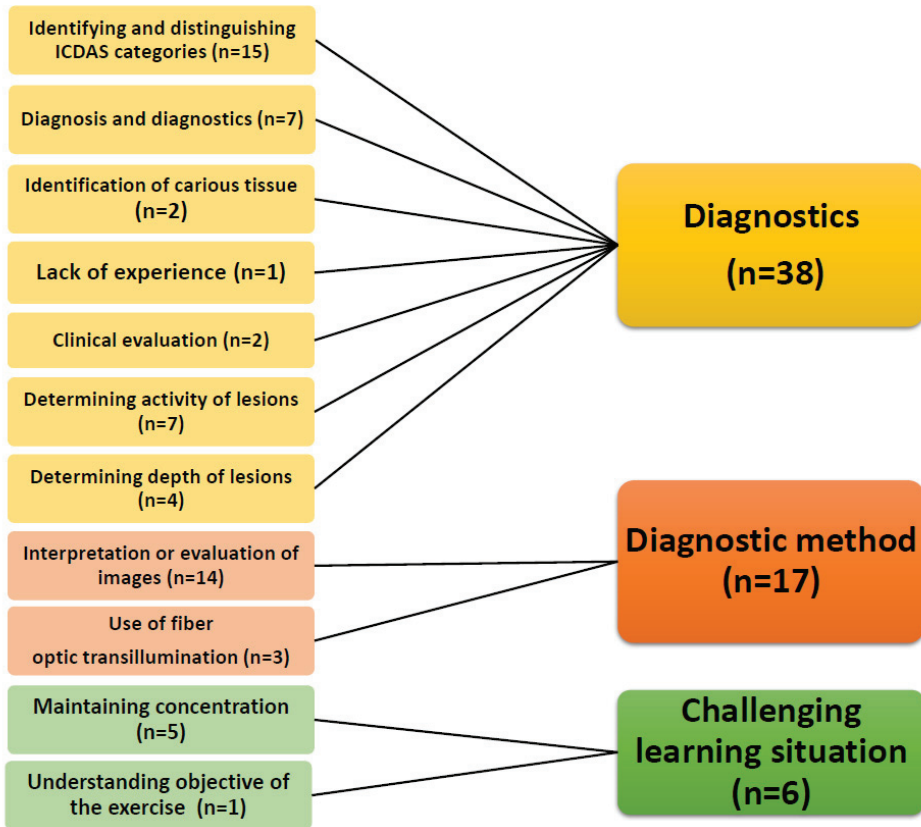 Identifying and distinguishing
ICDAS categories (n=15)
Diagnosis and diagnostics (n=7)
Identification of carious tissue
(n=2)
Lack of experience (n=1)
Clinical evaluation (n=2)
Determining activity of lesions
(n=7)
Determining depth of lesions
(n=4)
Interpretation or evaluation of
images (n=14)
Use of fiber
optic transillumination (n=3)
Maintaining concentration
(n=5)
Understanding objective of
the exercise (n=1)
Diagnostics
(n=38)
Diagnostic method
(n=17)
Challenging
learning situation
(n=6)